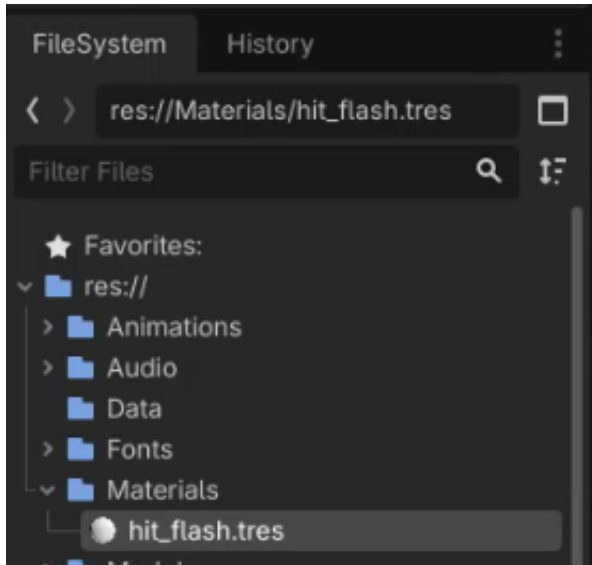 FileSystem History
res://Materials/hit_flash.tres
Filter Files
Favorites:
res://
Animations
Audio
Data
Fonts
Materials
hit_flash.tres